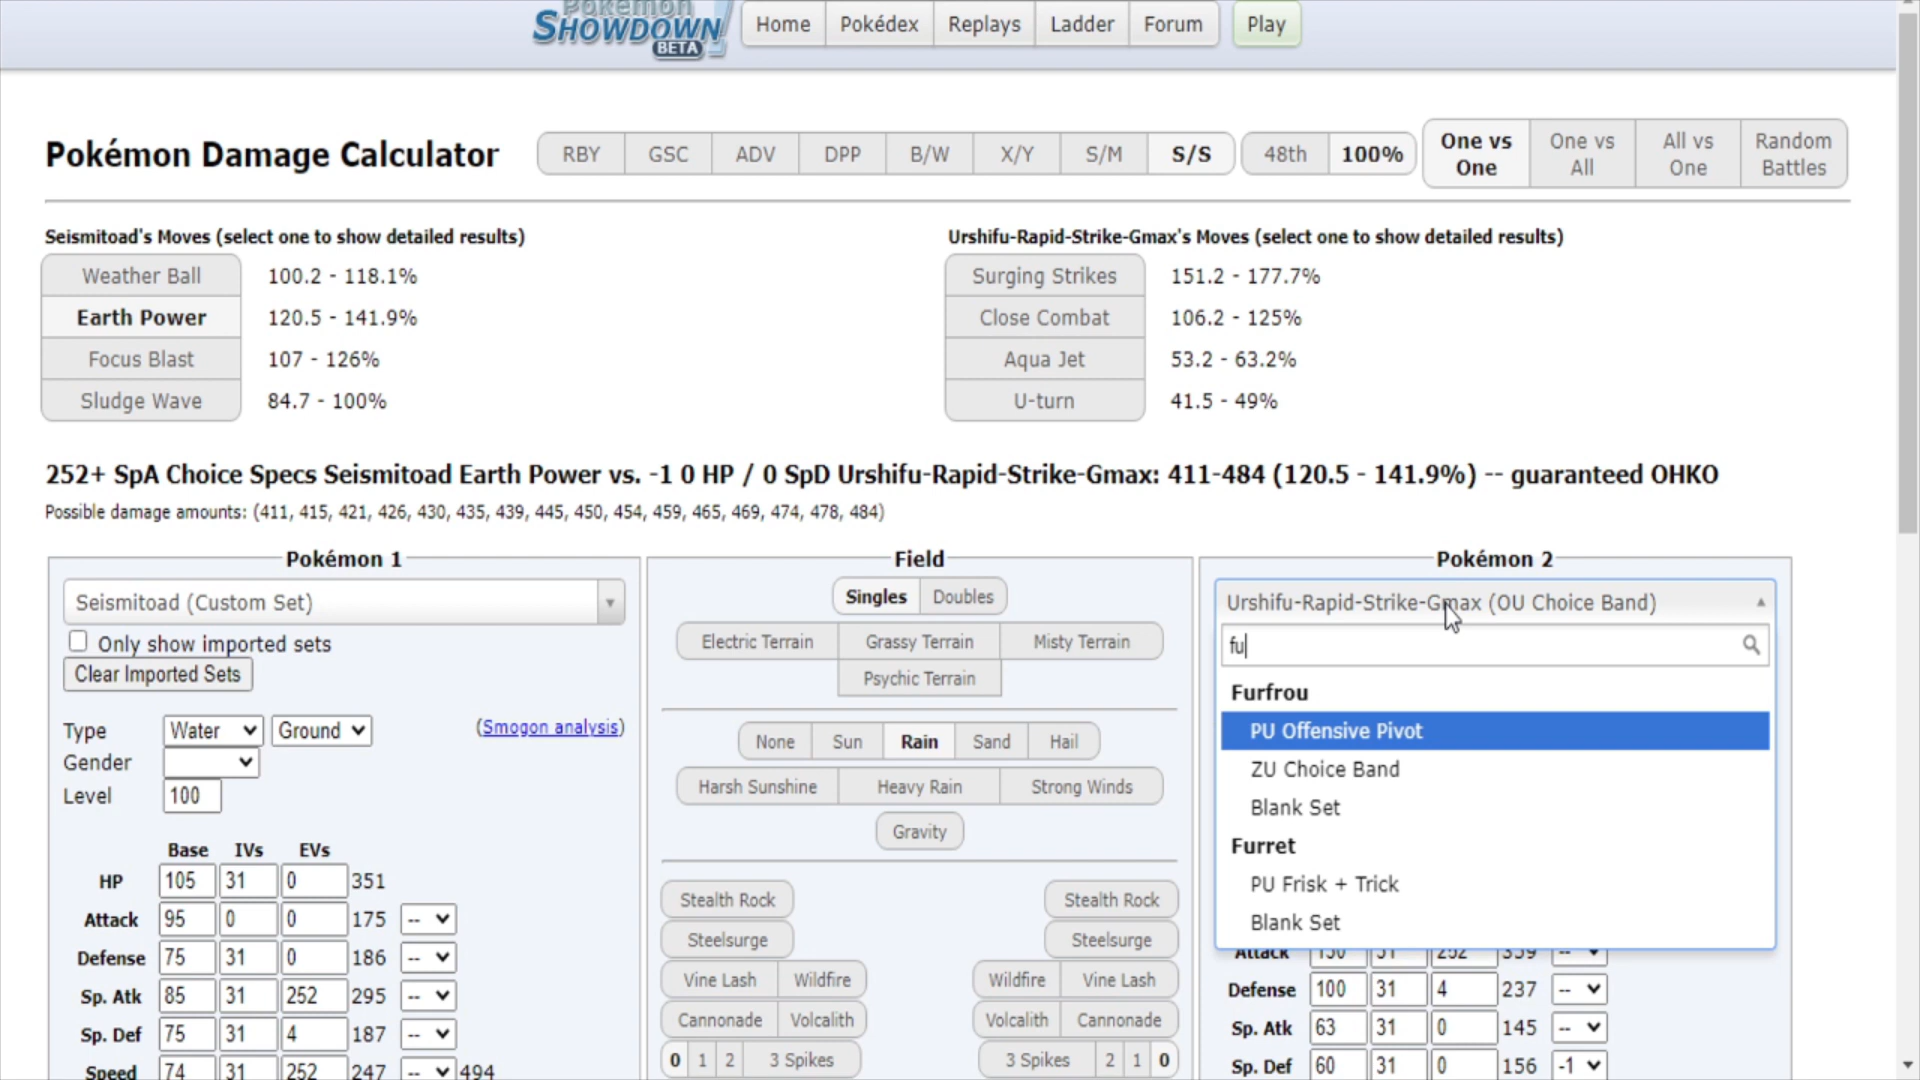 Pokémon
SHOWDOWN
BETA
Home
Pokédex
Replays
Ladder
Forum
Play
Pokémon Damage Calculator
RBY
GSC
ADV
DPP
B/W
X/Y
S/M
S/S
48th
100%
One vs
One
One vs
All
All vs
One
Random
Battles
Seismitoad's Moves (select one to show detailed results)
Weather Ball 100.2 - 118.1%
Earth Power 120.5 - 141.9%
Focus Blast 107 - 126%
Sludge Wave 84.7 - 100%
Urshifu-Rapid-Strike-Gmax's Moves (select one to show detailed results)
Surging Strikes 151.2 - 177.7%
Close Combat 106.2 - 125%
Aqua Jet 53.2 - 63.2%
U-turn 41.5 - 49%
252+ SpA Choice Specs Seismitoad Earth Power vs. -1 0 HP / 0 SpD Urshifu-Rapid-Strike-Gmax: 411-484 (120.5 - 141.9%) -- guaranteed OHKO
Possible damage amounts: (411, 415, 421, 426, 430, 435, 439, 445, 450, 454, 459, 465, 469, 474, 478, 484)
Pokémon 1
Seismitoad (Custom Set)
Only show imported sets
Clear Imported Sets
Type Water Ground (Smogon analysis)
Gender
Level 100
Base IVs EVs
HP 105 31 0 351
Attack 95 0 0 175 --
Defense 75 31 0 186 --
Sp. Atk 85 31 252 295 --
Sp. Def 75 31 4 187 --
Speed 74 31 252 247 -- 494
Field
Singles Doubles
Electric Terrain Grassy Terrain Misty Terrain
Psychic Terrain
None Sun Rain Sand Hail
Harsh Sunshine Heavy Rain Strong Winds
Gravity
Stealth Rock Stealth Rock
Steelsurge Steelsurge
Vine Lash Wildfire Wildfire Vine Lash
Cannonade Volcalith Volcalith Cannonade
0 1 2 3 Spikes 3 Spikes 2 1 0
Pokémon 2
Urshifu-Rapid-Strike-Gmax (OU Choice Band)
fu
Furfrou
PU Offensive Pivot
ZU Choice Band
Blank Set
Furret
PU Frisk + Trick
Blank Set
Attack 130 31 252 359 --
Defense 100 31 4 237 --
Sp. Atk 63 31 0 145 --
Sp. Def 60 31 0 156 -1